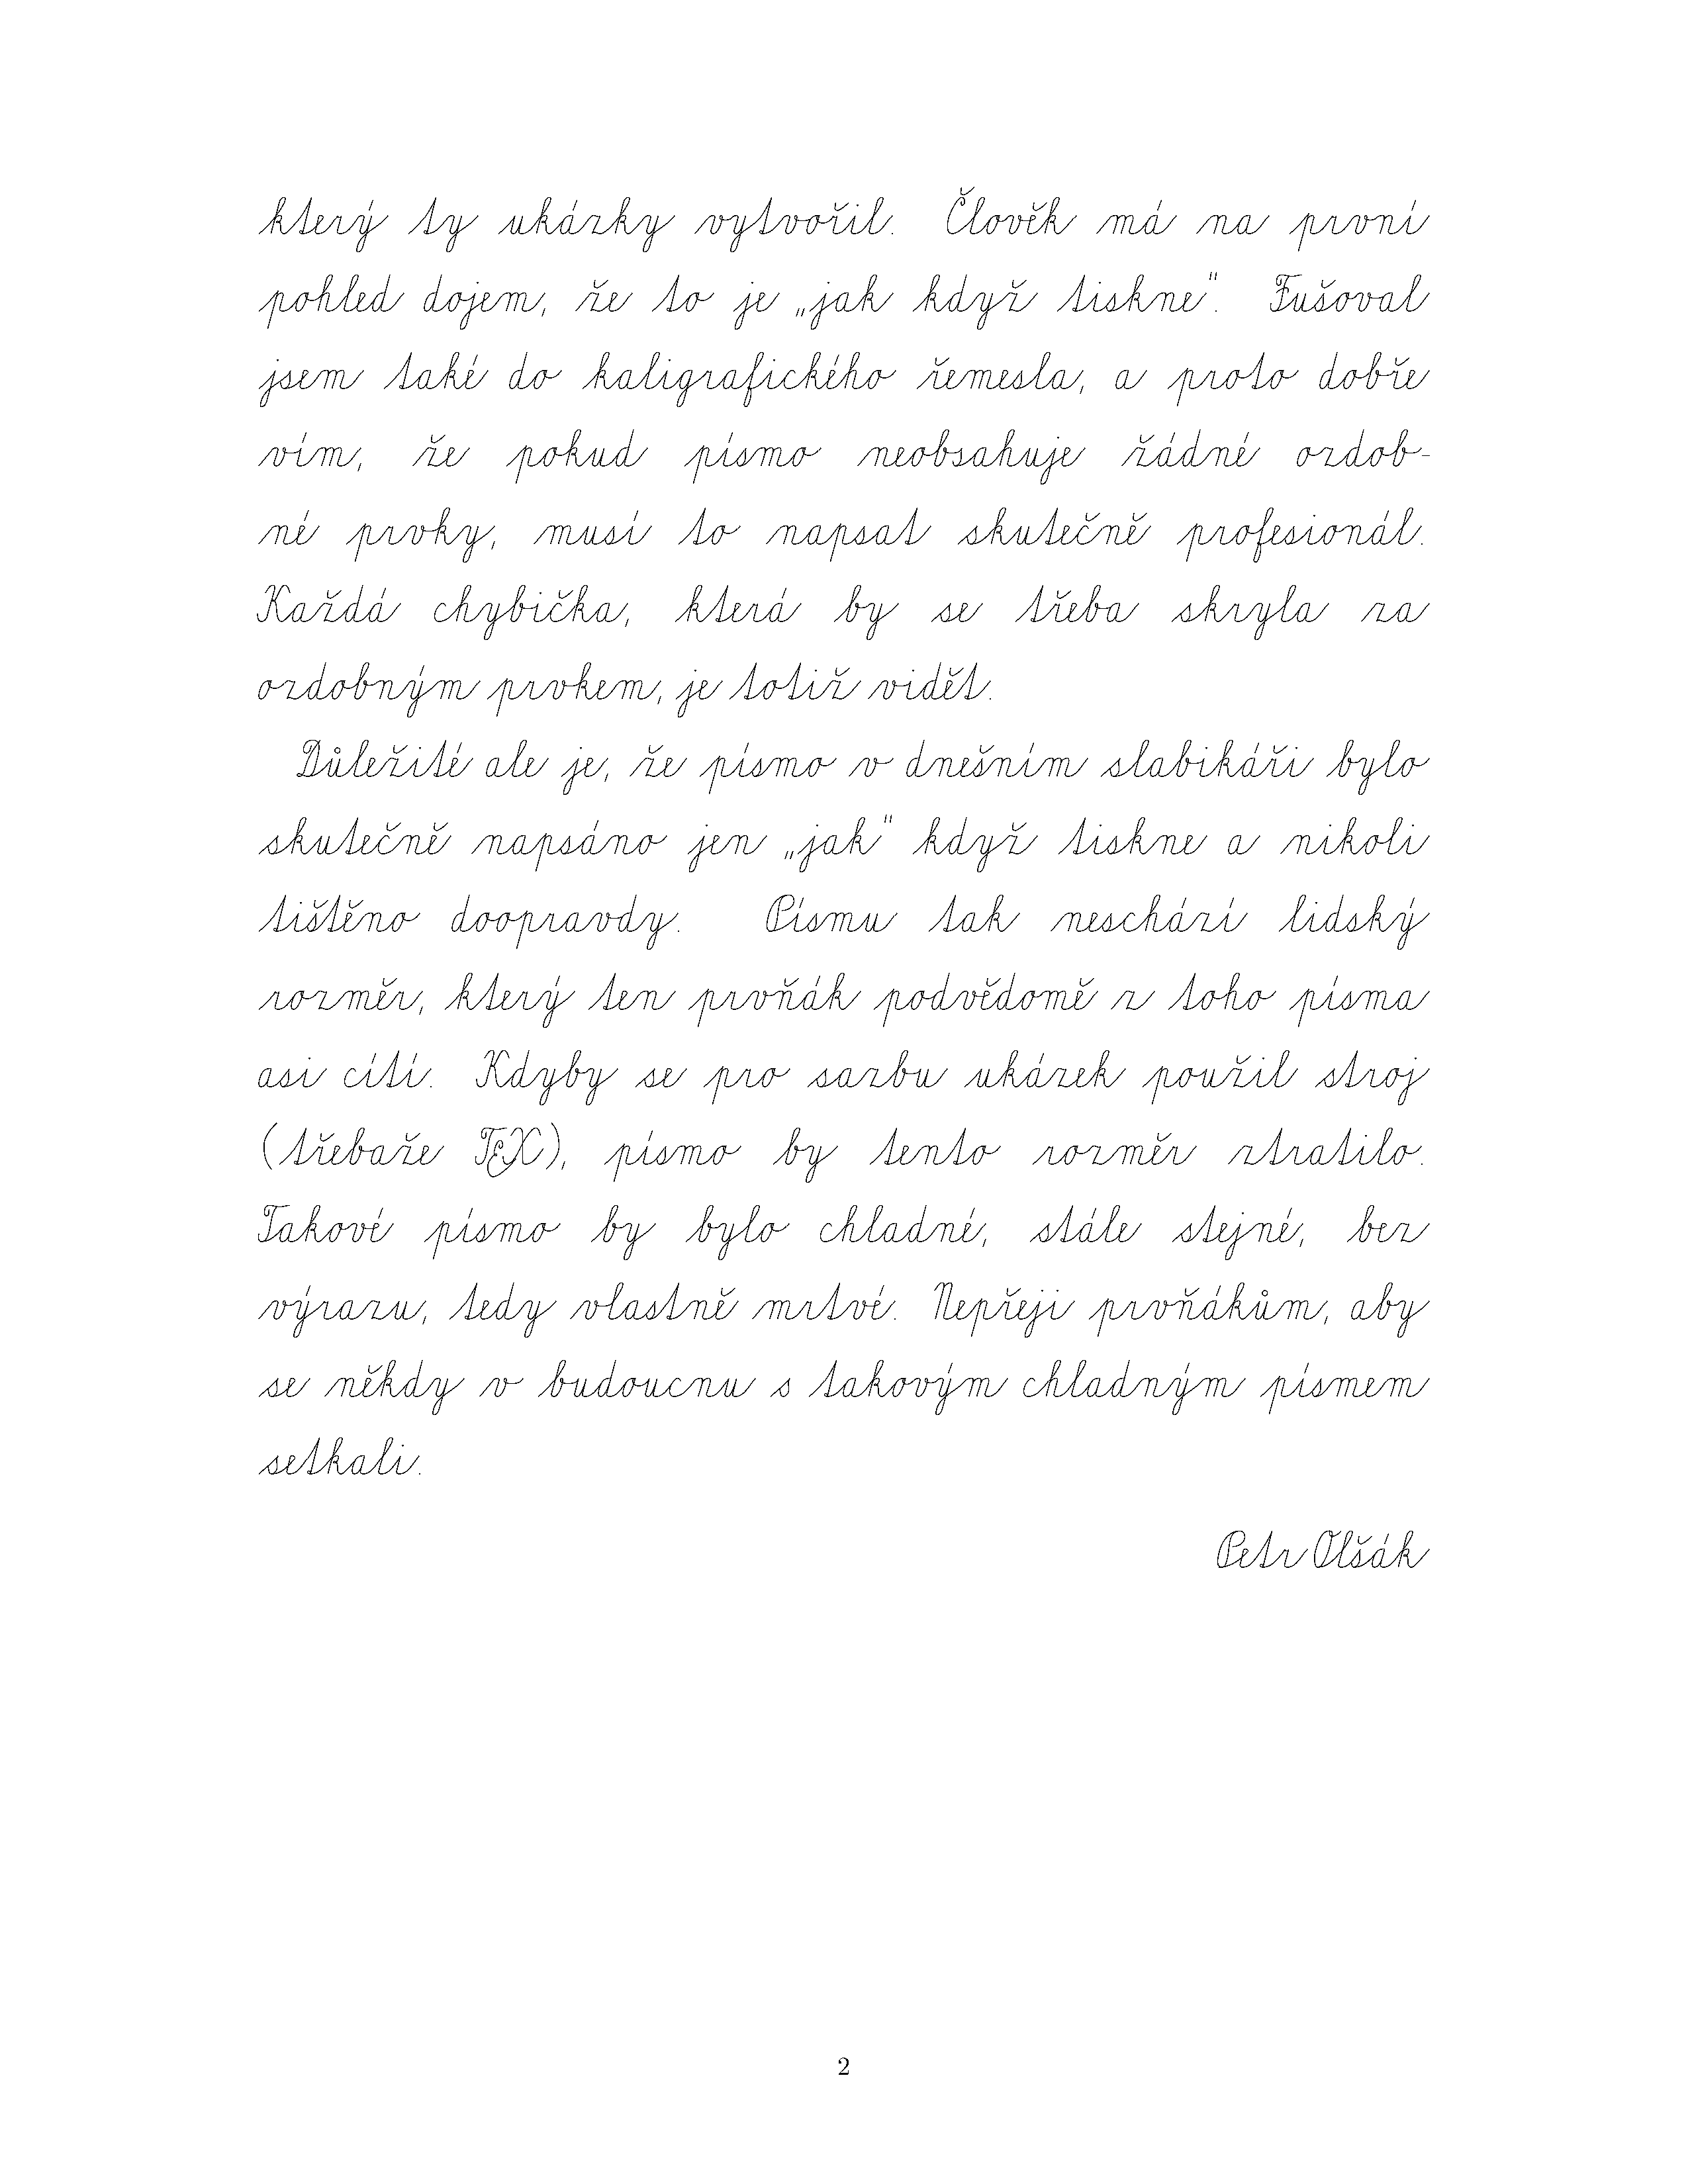 který ty ukázky vytvořil. Člověk má na první
pohled dojem, že to je „jak když tiskne“. Fušoval
jsem také do kaligrafického řemesla, a proto dobře
vím, že pokud písmo neobsahuje žádné ozdob-
né prvky, musí to napsat skutečně profesionál.
Každá chybička, která by se třeba skryla za
ozdobným prvkem, je totiž vidět.
Důležité ale je, že písmo v dnešním slabikáři bylo
skutečně napsáno jen „jak“ když tiskne a nikoli
tištěno doopravdy. Písmu tak neschází lidský
rozměr, který ten prvňák podvědomě z toho písma
asi cítí. Kdyby se pro sazbu ukázek použil stroj
(třebaže TEX), písmo by tento rozměr ztratilo.
Takové písmo by bylo chladné, stále stejné, bez
výrazu, tedy vlastně mrtvé. Nepřeji prvňákům, aby
se někdy v budoucnu s takovým chladným písmem
setkali.
Petr Olšák
2